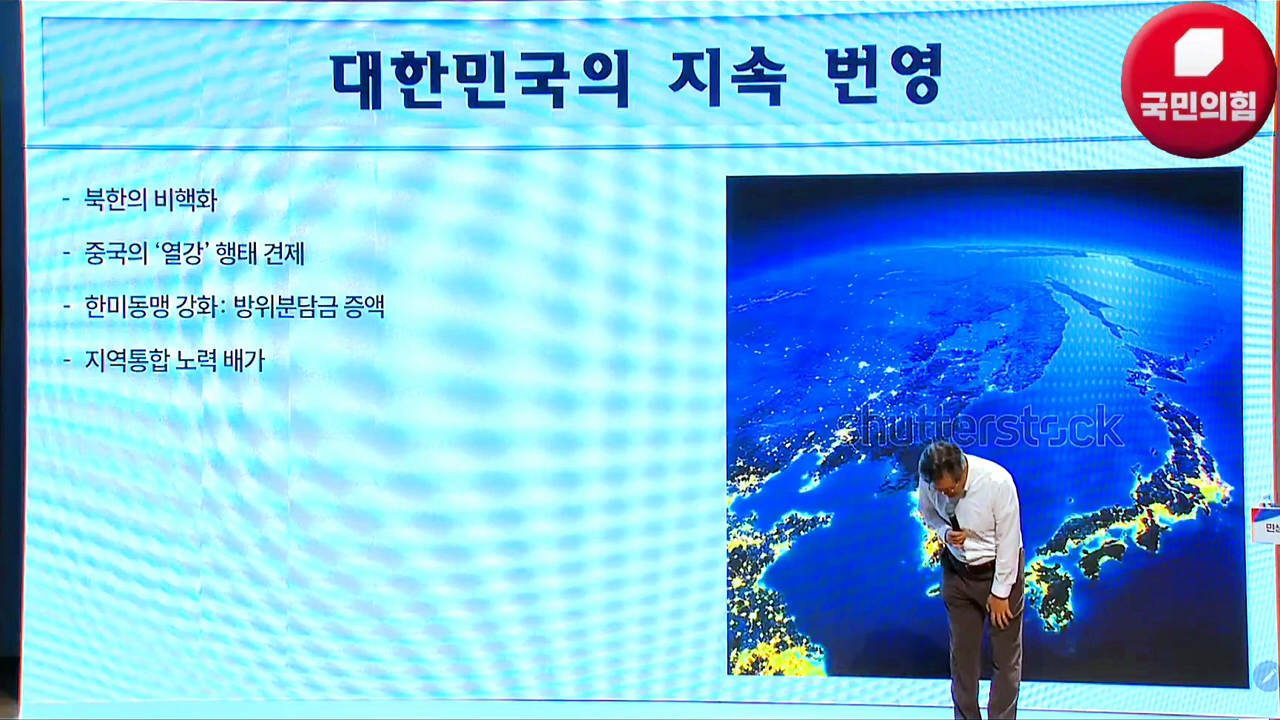 대한민국의 지속 번영
국민의힘
- 북한의 비핵화
- 중국의 ‘열강’ 행태 견제
- 한미동맹 강화: 방위분담금 증액
- 지역통합 노력 배가
shutterstock